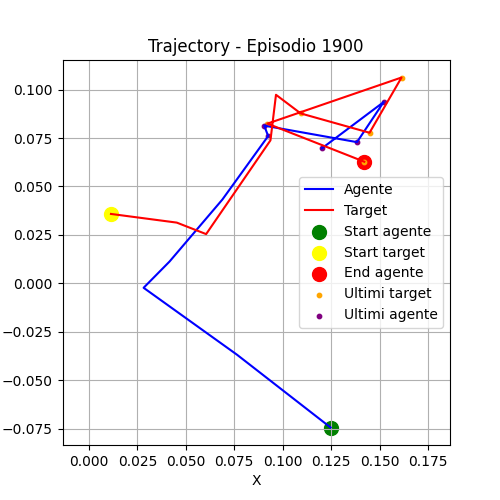 Trajectory - Episodio 1900
0.100
0.075
0.050
0.025
0.000
−0.025
−0.050
−0.075
Agente
Target
Start agente
Start target
End agente
Ultimi target
Ultimi agente
0.000 0.025 0.050 0.075 0.100 0.125 0.150 0.175
X